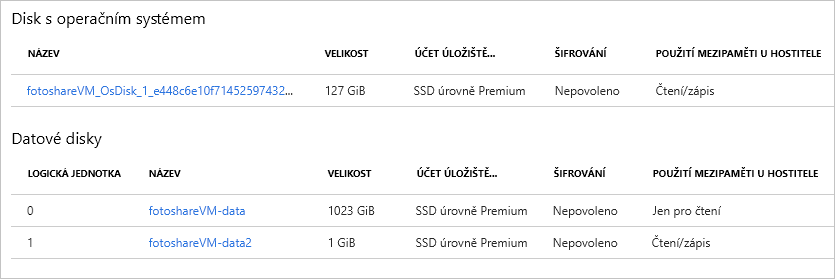 Disk s operačním systémem
NÁZEV VELIKOST ÚČET ÚLOŽIŠTĚ... ŠIFROVÁNÍ POUŽITÍ MEZIPAMĚTI U HOSTITELE
fotoshareVM_OsDisk_1_e448c6e10f71452597432... 127 GiB SSD úrovně Premium Nepovoleno Čtení/zápis
Datové disky
LOGICKÁ JEDNOTKA NÁZEV VELIKOST ÚČET ÚLOŽIŠTĚ... ŠIFROVÁNÍ POUŽITÍ MEZIPAMĚTI U HOSTITELE
0 fotoshareVM-data 1023 GiB SSD úrovně Premium Nepovoleno Jen pro čtení
1 fotoshareVM-data2 1 GiB SSD úrovně Premium Nepovoleno Čtení/zápis